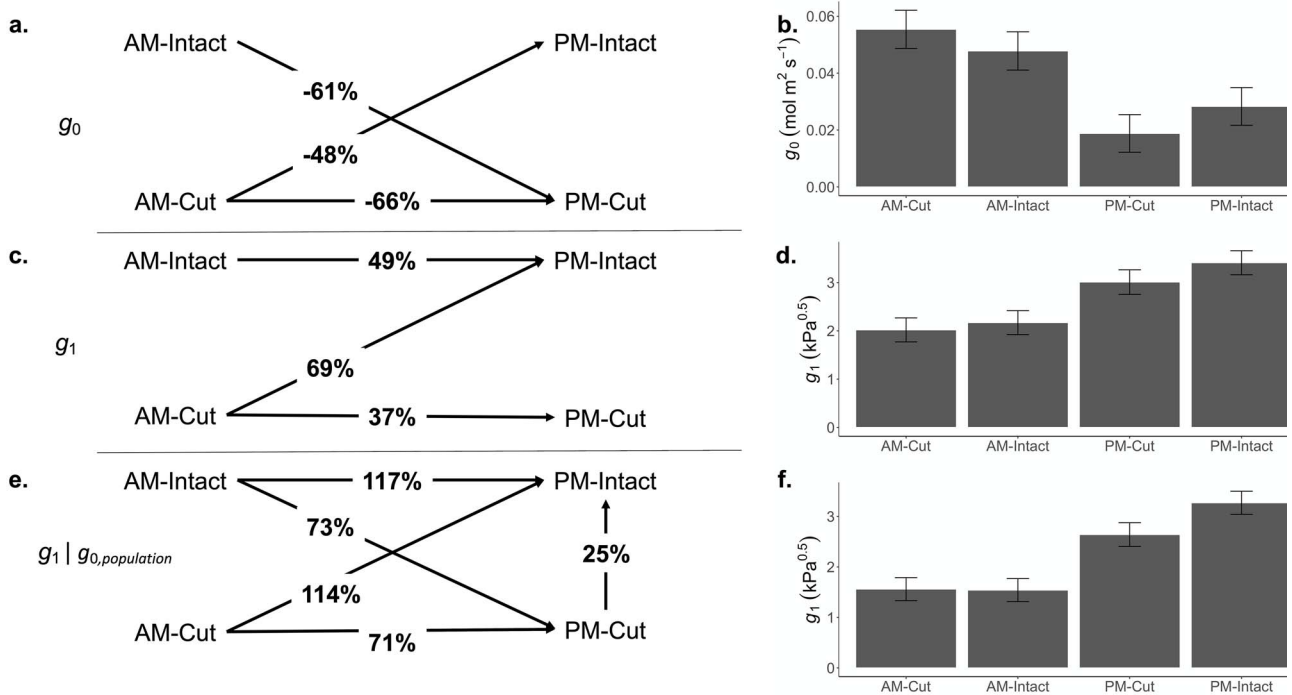 a.
AM-Intact
PM-Intact
-61%
g0
-48%
AM-Cut
-66%
PM-Cut
b.
g0 (mol m² s⁻¹)
0.06
0.04
0.02
0.00
AM-Cut
AM-Intact
PM-Cut
PM-Intact
c.
AM-Intact
49%
PM-Intact
g1
69%
AM-Cut
37%
PM-Cut
d.
g1 (kPa⁰·⁵)
3
2
1
0
AM-Cut
AM-Intact
PM-Cut
PM-Intact
e.
AM-Intact
117%
PM-Intact
73%
g1 | g0,population
25%
114%
AM-Cut
71%
PM-Cut
f.
g1 (kPa⁰·⁵)
3
2
1
0
AM-Cut
AM-Intact
PM-Cut
PM-Intact